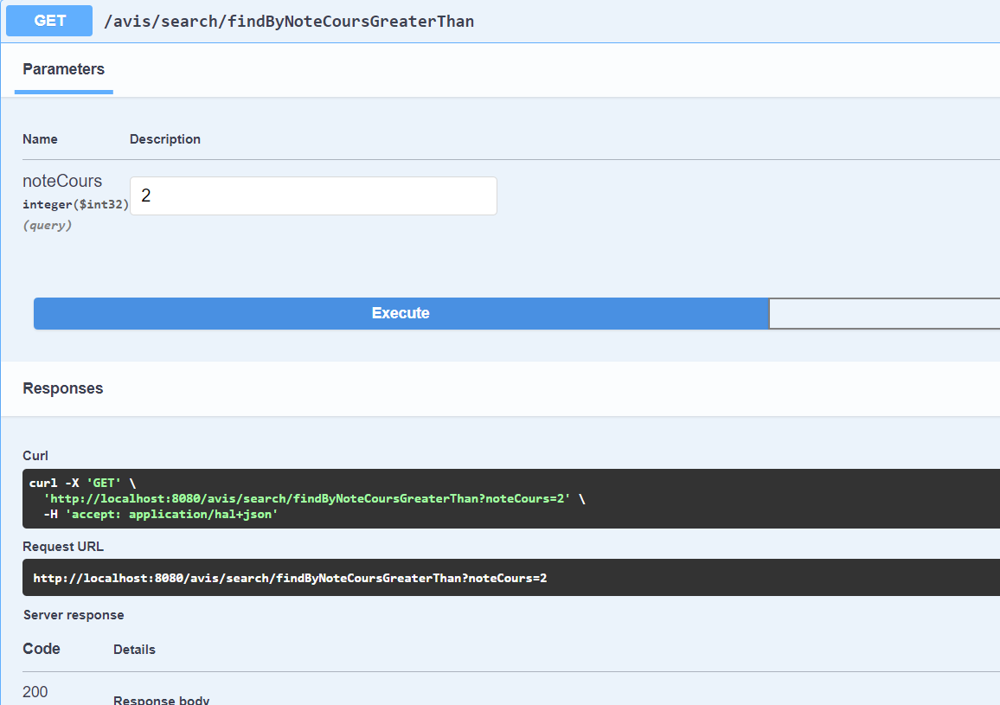 GET /avis/search/findByNoteCoursGreaterThan
Parameters
Name Description
noteCours
integer($int32)
(query)
2
Execute
Responses
Curl
curl -X 'GET' \
'http://localhost:8080/avis/search/findByNoteCoursGreaterThan?noteCours=2' \
-H 'accept: application/hal+json'
Request URL
http://localhost:8080/avis/search/findByNoteCoursGreaterThan?noteCours=2
Server response
Code Details
200
Response body